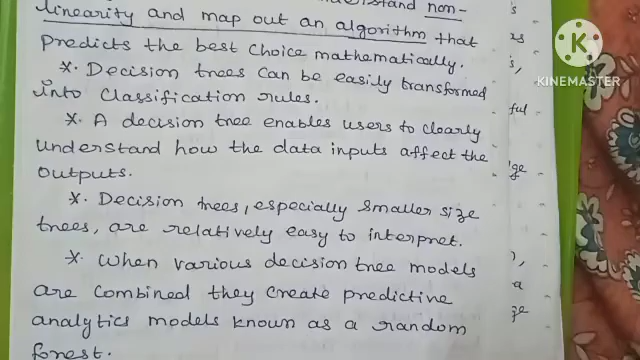 non-
linearity and map out an algorithm that
predicts the best choice mathematically.
*. Decision trees can be easily transformed
into classification rules.
*. A decision tree enables users to clearly
understand how the data inputs affect the
outputs.
*. Decision trees, especially smaller size
trees, are relatively easy to interpret.
*. When various decision tree models
are combined they create predictive
analytics models known as a random
forest.
KINEMASTER